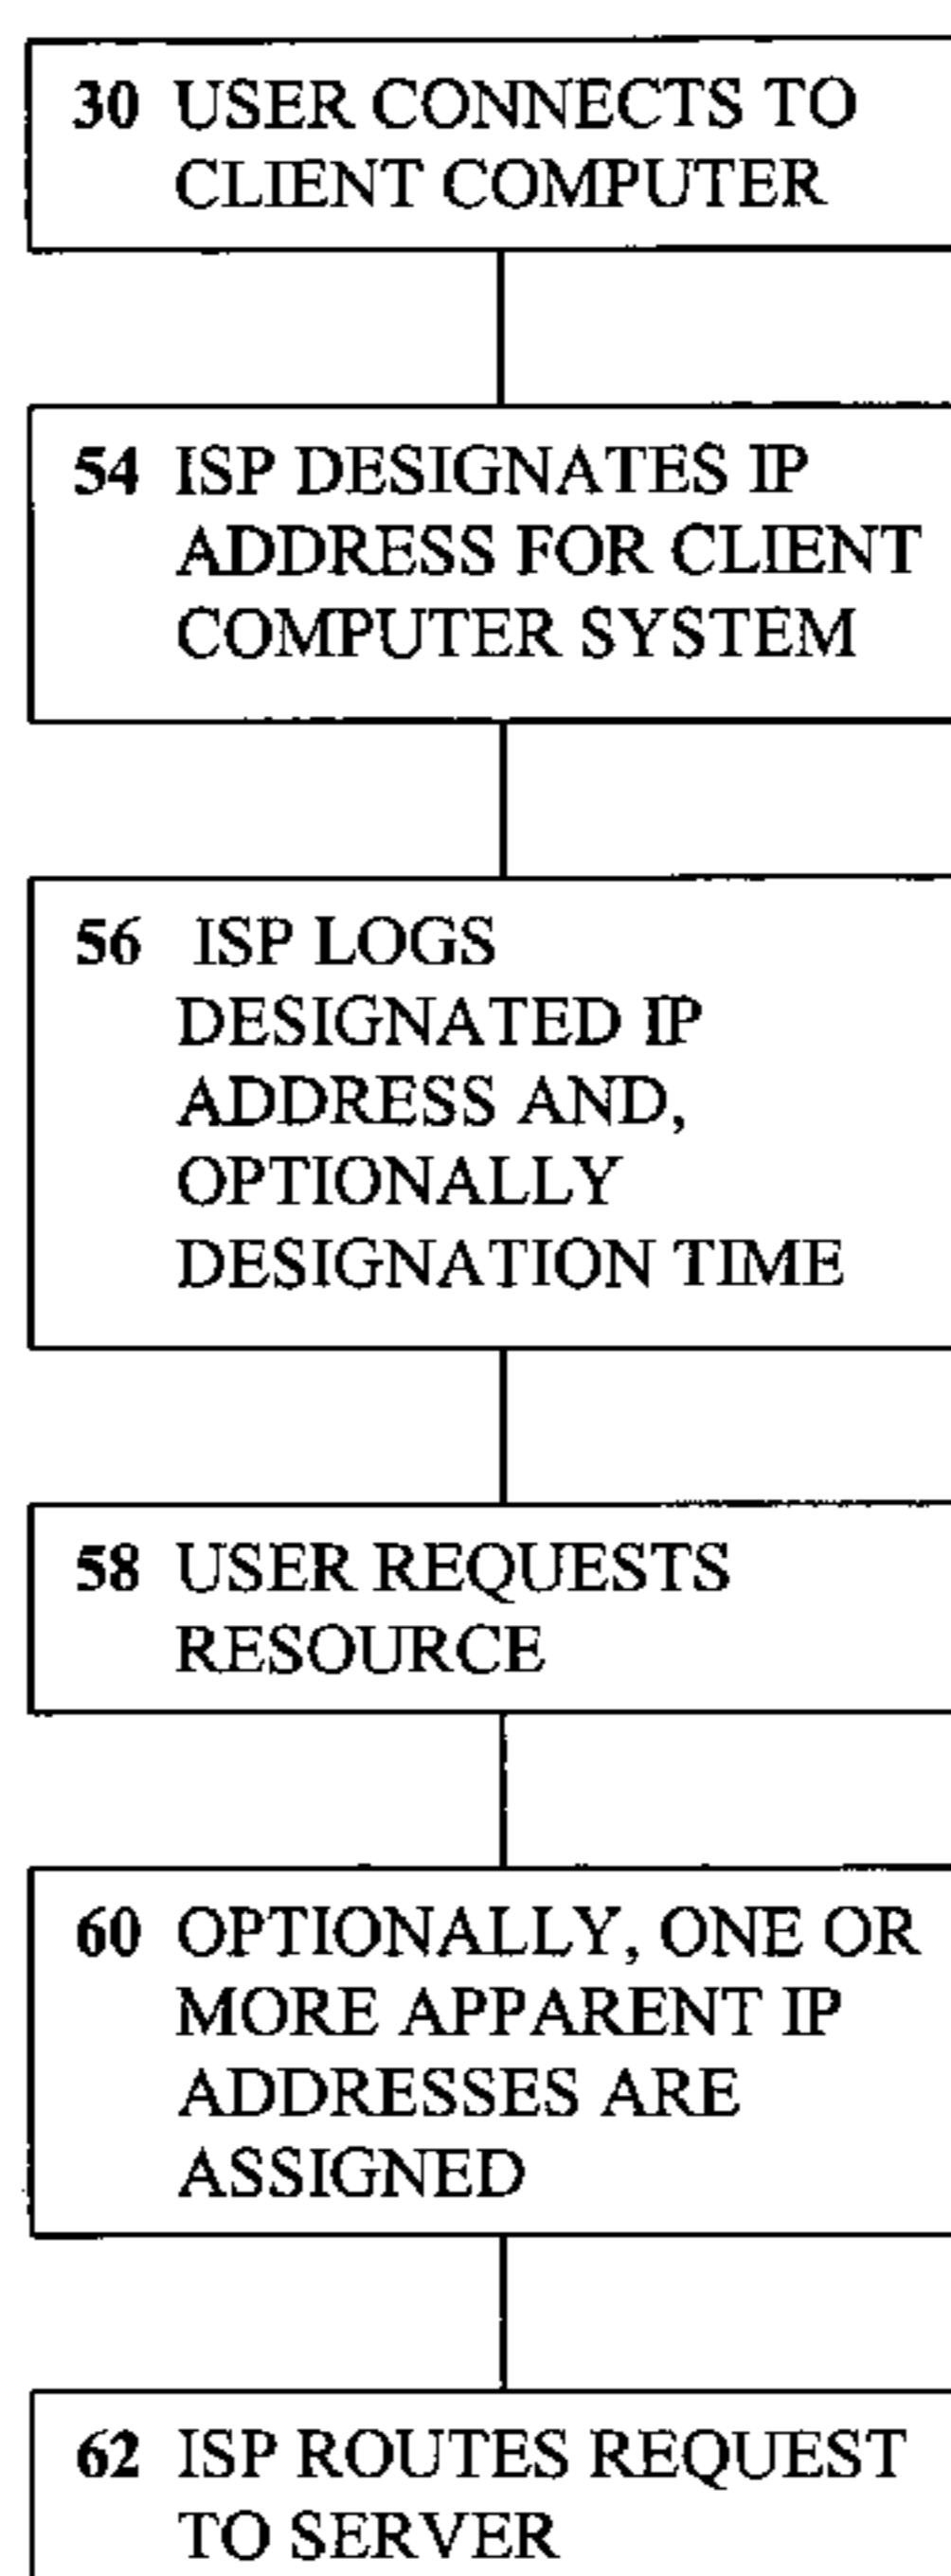 30 USER CONNECTS TO
CLIENT COMPUTER
54 ISP DESIGNATES IP
ADDRESS FOR CLIENT
COMPUTER SYSTEM
56 ISP LOGS
DESIGNATED IP
ADDRESS AND,
OPTIONALLY
DESIGNATION TIME
58 USER REQUESTS
RESOURCE
60 OPTIONALLY, ONE OR
MORE APPARENT IP
ADDRESSES ARE
ASSIGNED
62 ISP ROUTES REQUEST
TO SERVER